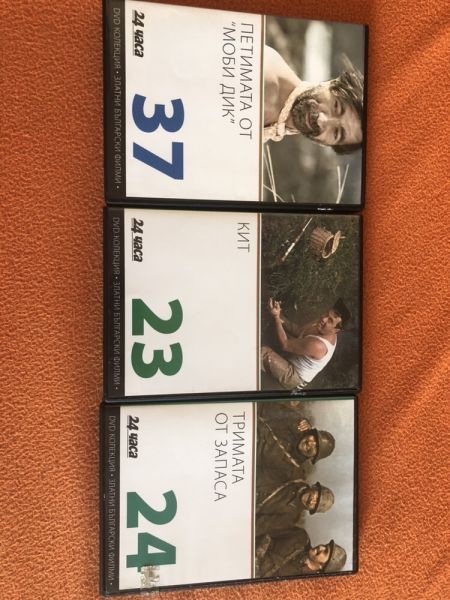 ПЕТИМАТА ОТ
"МОБИ ДИК"
37
24 часа
DVD КОЛЕКЦИЯ • ЗЛАТНИ БЪЛГАРСКИ ФИЛМИ •
КИТ
23
24 часа
DVD КОЛЕКЦИЯ • ЗЛАТНИ БЪЛГАРСКИ ФИЛМИ •
ТРИМАТА
ОТ ЗАПАСА
24
24 часа
DVD КОЛЕКЦИЯ • ЗЛАТНИ БЪЛГАРСКИ ФИЛМИ •